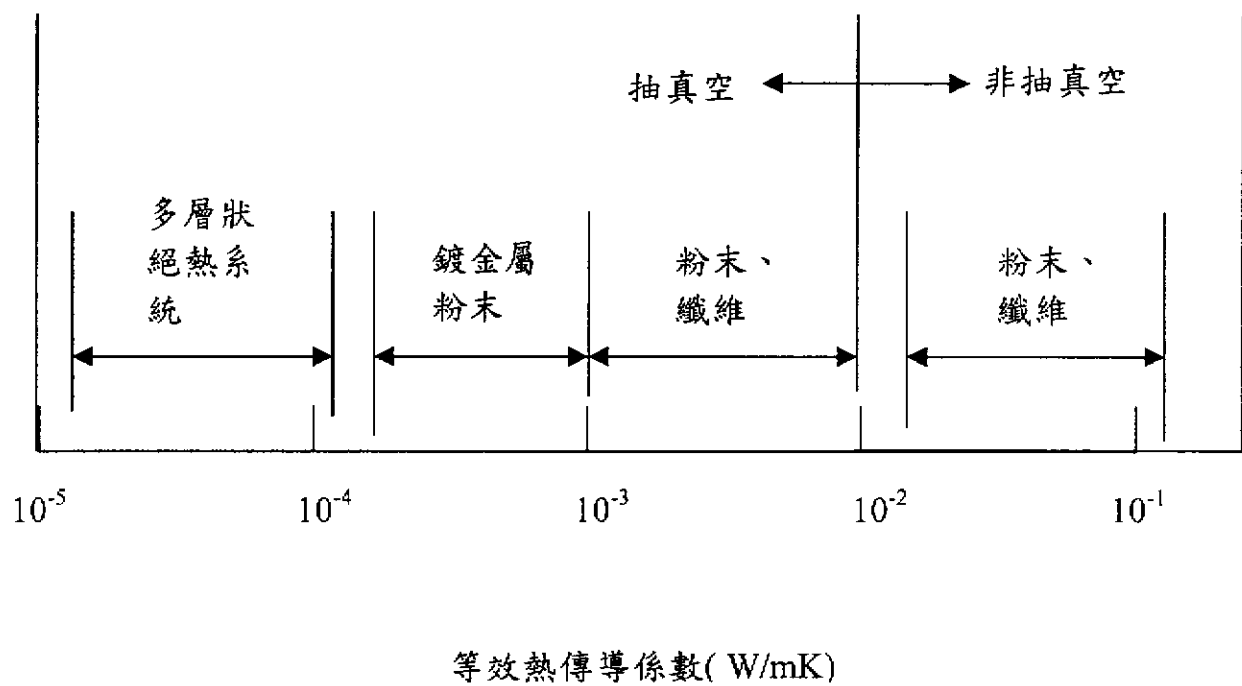 抽真空 非抽真空
多層狀
絕熱系
統
鍍金屬
粉末
粉末、
纖維
粉末、
纖維
10⁻⁵ 10⁻⁴ 10⁻³ 10⁻² 10⁻¹
等效熱傳導係數( W/mK)